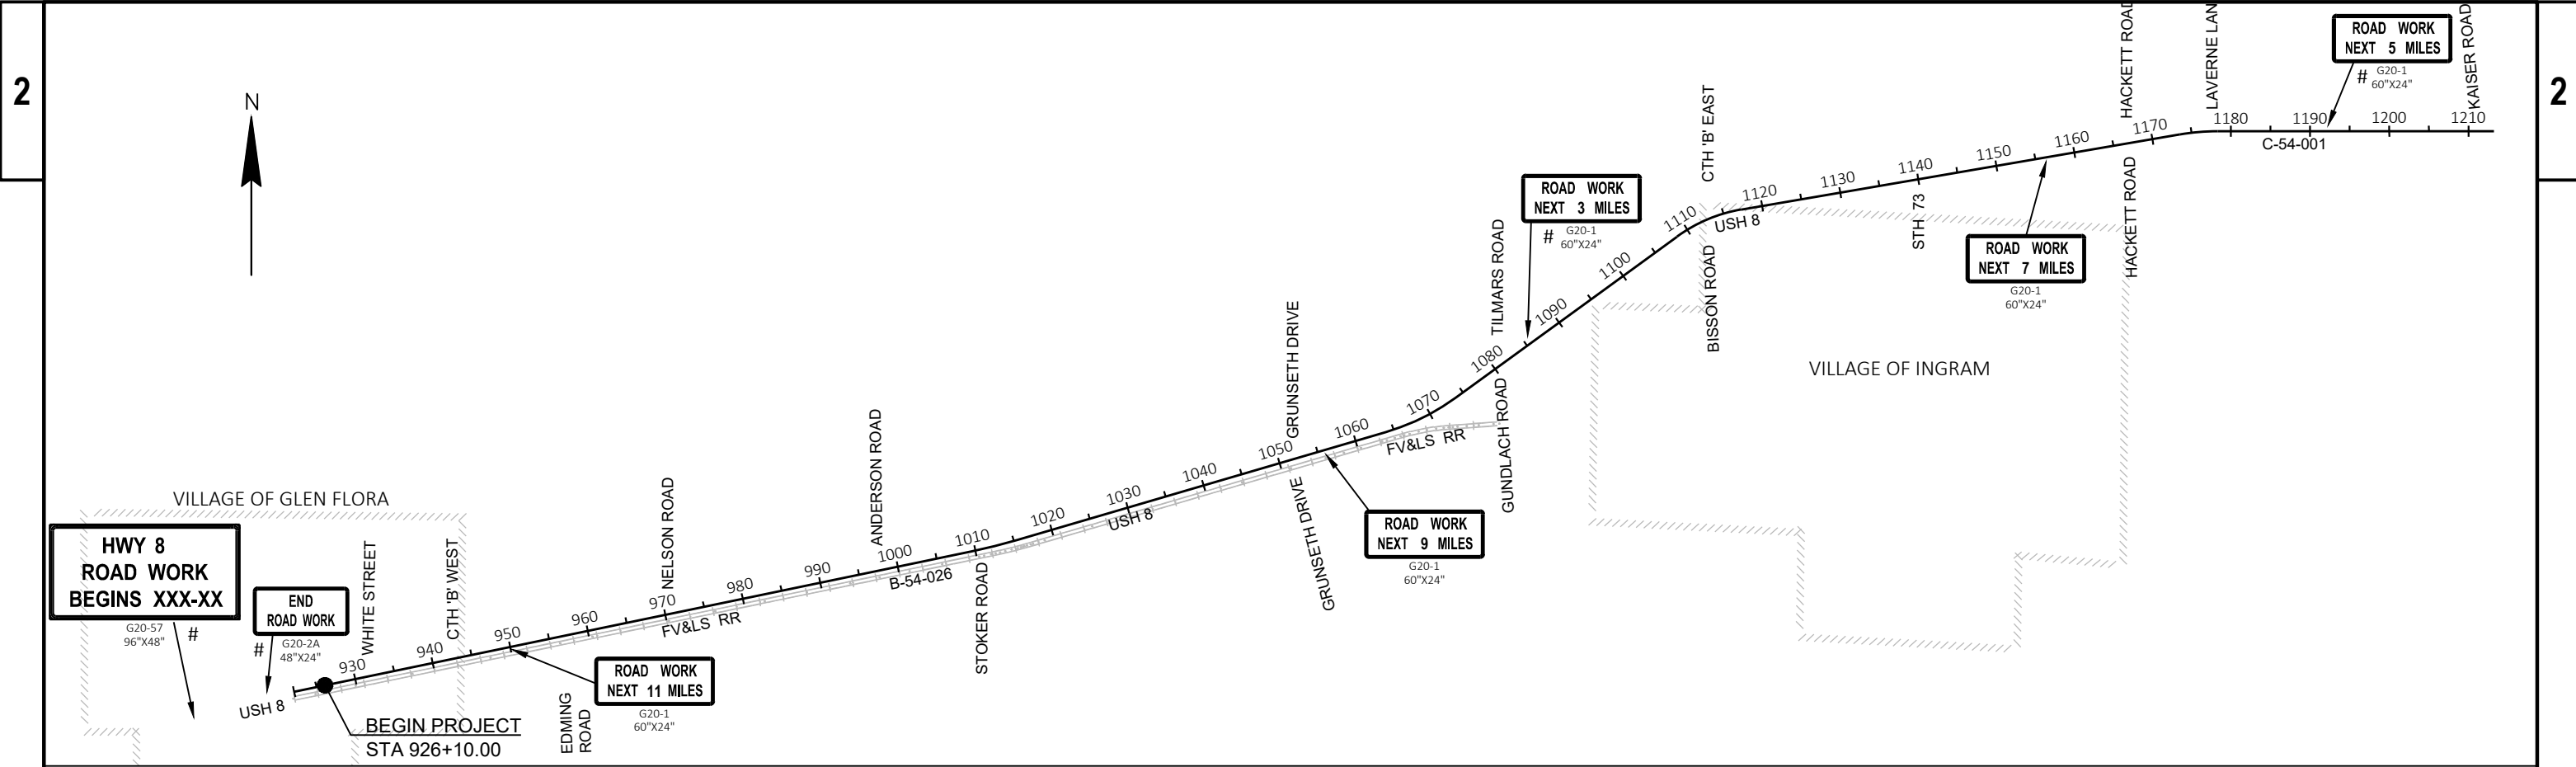 2
2
N
HACKETT ROAD
LAVERNE LAN
KAISER ROAD
ROAD WORK
NEXT 5 MILES
# G20-1
60"X24"
1180
1190
1200
1210
C-54-001
CTH 'B' EAST
1110
1120
1130
1140
1150
1160
1170
USH 8
STH 73
HACKETT ROAD
ROAD WORK
NEXT 3 MILES
# G20-1
60"X24"
ROAD WORK
NEXT 7 MILES
G20-1
60"X24"
TILMARS ROAD
BISSON ROAD
1100
1090
1080
1070
VILLAGE OF INGRAM
GRUNSETH DRIVE
1060
1050
1040
1030
1020
1010
1000
990
980
970
960
950
940
930
FV&LS RR
GUNDLACH ROAD
GRUNSETH DRIVE
ROAD WORK
NEXT 9 MILES
G20-1
60"X24"
USH 8
ANDERSON ROAD
B-54-026
STOKER ROAD
NELSON ROAD
FV&LS RR
VILLAGE OF GLEN FLORA
HWY 8
ROAD WORK
BEGINS XXX-XX
G20-57
96"X48"
#
END
ROAD WORK
# G20-2A
48"X24"
WHITE STREET
CTH 'B' WEST
ROAD WORK
NEXT 11 MILES
G20-1
60"X24"
EDMING
ROAD
USH 8
BEGIN PROJECT
STA 926+10.00